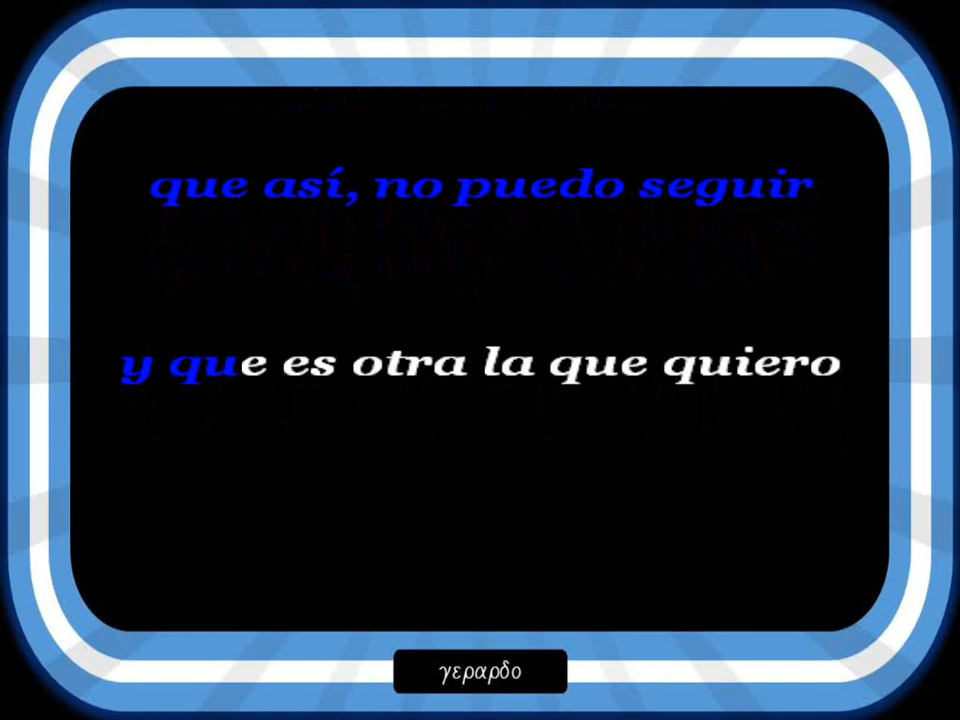 que así, no puedo seguir
y que es otra la que quiero
γεραρδο